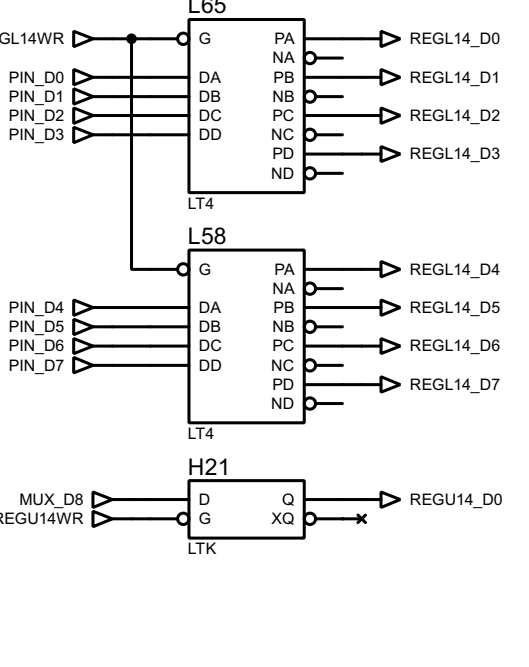 L65
GL14WR G PA REGL14_D0
NA
PIN_D0 DA PB REGL14_D1
PIN_D1 DB NB
PIN_D2 DC PC REGL14_D2
PIN_D3 DD NC
PD REGL14_D3
ND
LT4
L58
G PA REGL14_D4
NA
PIN_D4 DA PB REGL14_D5
PIN_D5 DB NB
PIN_D6 DC PC REGL14_D6
PIN_D7 DD NC
PD REGL14_D7
ND
LT4
H21
MUX_D8 D Q REGU14_D0
REGU14WR G XQ
LTK